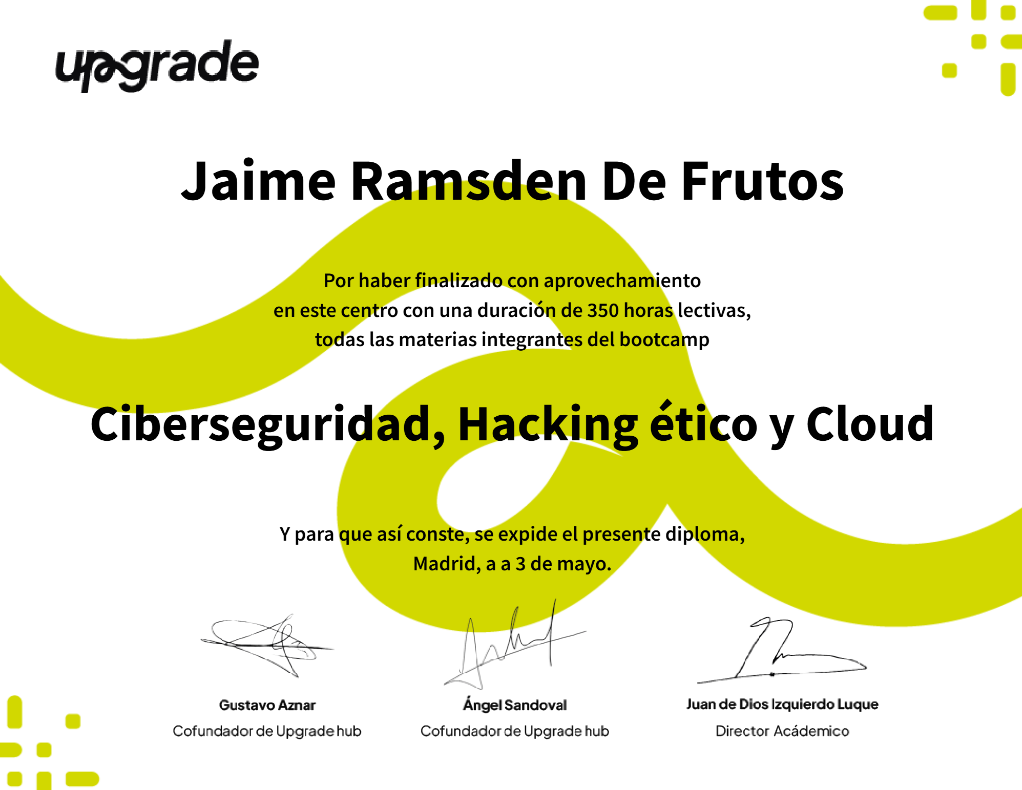 upgrade
Jaime Ramsden De Frutos
Por haber finalizado con aprovechamiento
en este centro con una duración de 350 horas lectivas,
todas las materias integrantes del bootcamp
Ciberseguridad, Hacking ético y Cloud
Y para que así conste, se expide el presente diploma,
Madrid, a a 3 de mayo.
Gustavo Aznar
Cofundador de Upgrade hub
Ángel Sandoval
Cofundador de Upgrade hub
Juan de Dios Izquierdo Luque
Director Acádemico